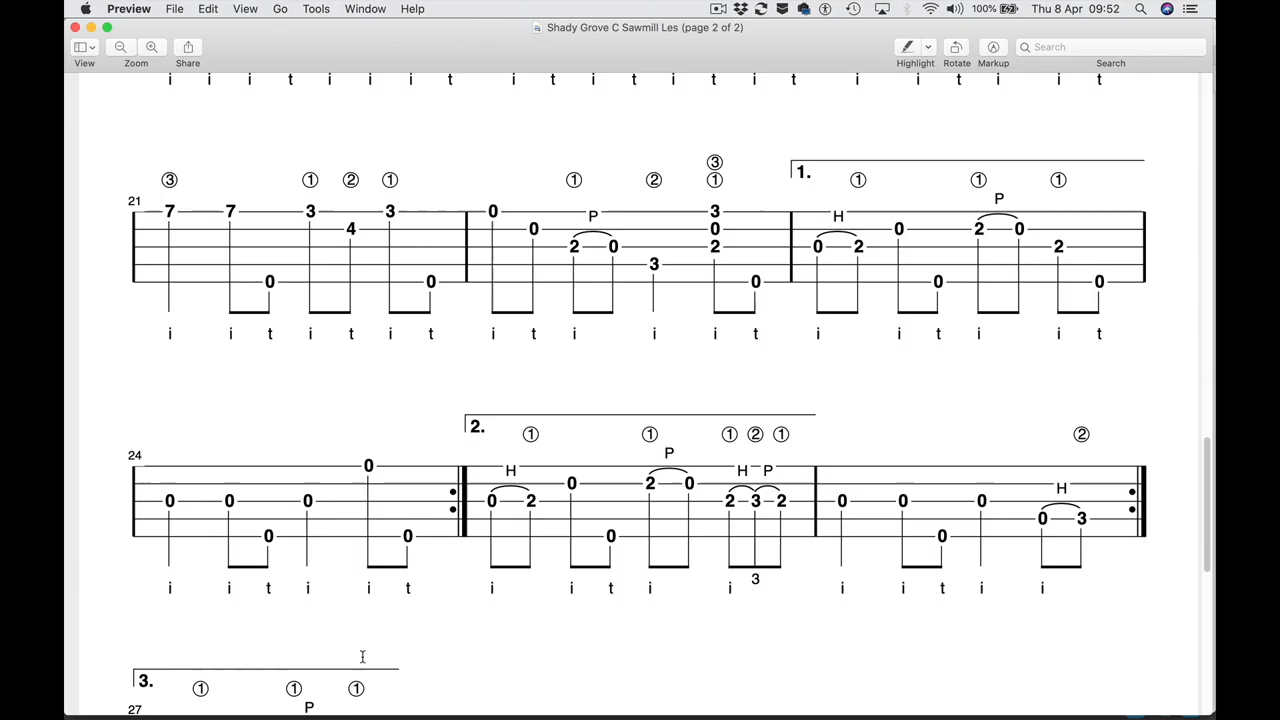 Preview File Edit View Go Tools Window Help 100% Thu 8 Apr 09:52
Shady Grove C Sawmill Les (page 2 of 2)
Search
View Zoom Share Highlight Rotate Markup Search
i i i t i i i t i t i t i t i t i i t i i t
③ ① ② ① ① ② ③ ① 1. ① ① ①
21
P H P
7 7 3 3 0 3
4 0 0 0 2 0
2 0 2 0 2 2
3
0 0 0 0 0
i i t i t i t i t i i i t i i t i i t
2. ① ① ① ② ① ②
24
H P H P H
0
0 2 0
0 0 0 0 2 2 3 2 0 0 0
0 3
0 0 0 0
3
i i t i i t i i t i i i i t i i
3. ① ① ①
27 P